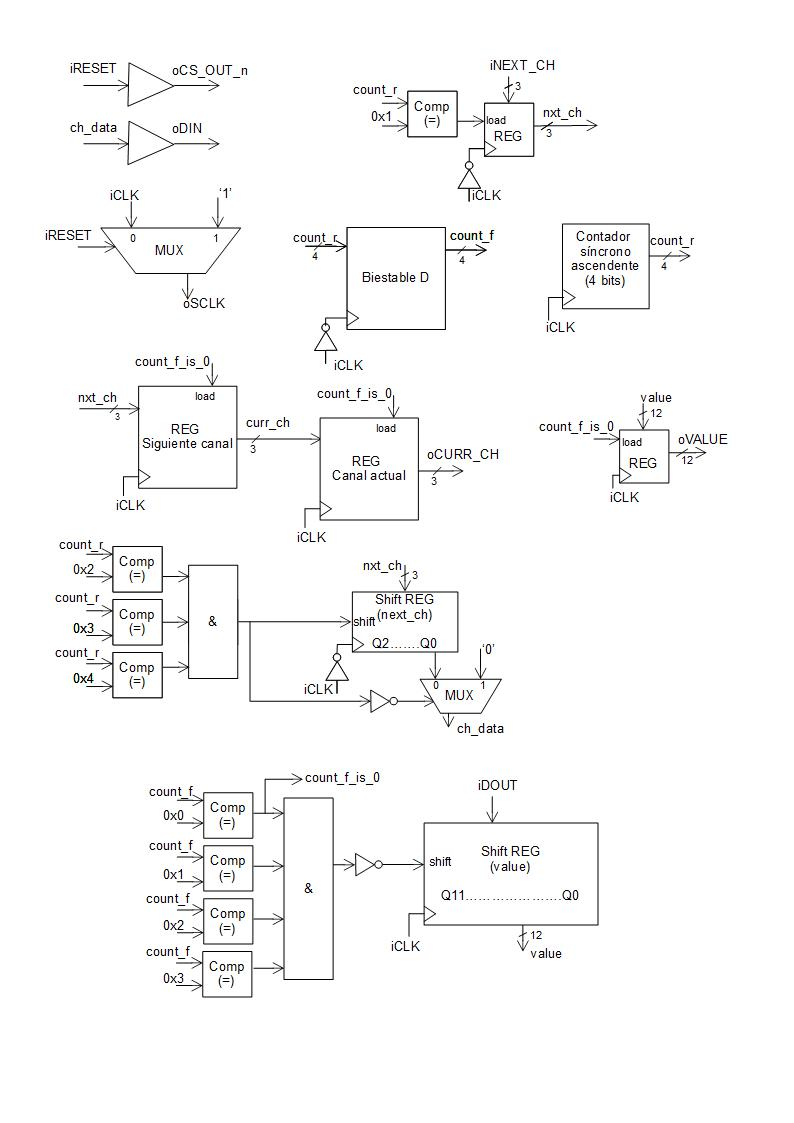 iRESET
oCS_OUT_n
ch_data
oDIN
iNEXT_CH
3
count_r
0x1
Comp
(=)
load
REG
nxt_ch
3
iCLK
iCLK
'1'
iRESET
0
1
MUX
oSCLK
count_r
4
Biestable D
count_f
4
iCLK
Contador
síncrono
ascendente
(4 bits)
count_r
4
iCLK
count_f_is_0
load
nxt_ch
3
REG
Siguiente canal
iCLK
curr_ch
3
count_f_is_0
load
REG
Canal actual
oCURR_CH
3
iCLK
value
12
count_f_is_0
load
REG
oVALUE
12
iCLK
count_r
0x2
Comp
(=)
count_r
0x3
Comp
(=)
count_r
0x4
Comp
(=)
&
nxt_ch
3
Shift REG
(next_ch)
shift
Q2.......Q0
iCLK
'0'
0
1
MUX
ch_data
count_f
0x0
Comp
(=)
count_f_is_0
count_f
0x1
Comp
(=)
count_f
0x2
Comp
(=)
count_f
0x3
Comp
(=)
&
iDOUT
Shift REG
(value)
shift
Q11......................Q0
iCLK
12
value